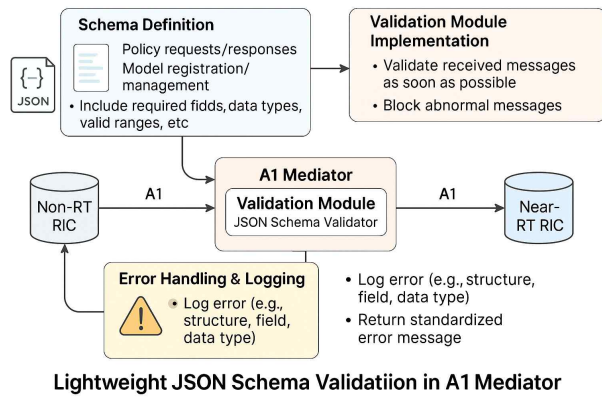 Schema Definition
Policy requests/responses
Model registration/
management
• Include required fidds, data types,
valid ranges, etc
{--}
JSON
Validation Module
Implementation
• Validate received messages
as soon as possible
• Block abnormal messages
A1 Mediator
Validation Module
JSON Schema Validator
Non-RT
RIC
A1
A1
Near-
RT RIC
Error Handling & Logging
• Log error (e.g., structure, field,
data type)
• Log error (e.g., structure,
field, data type)
• Return standardized
error message
Lightweight JSON Schema Validatiion in A1 Mediator